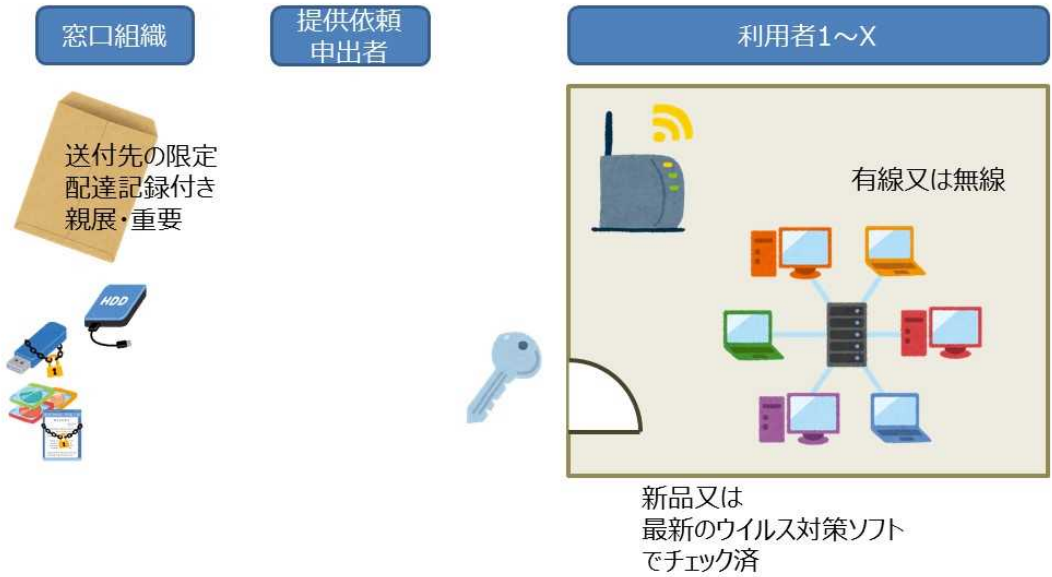 窓口組織
提供依頼
申出者
利用者1～X
送付先の限定
配達記録付き
親展・重要
有線又は無線
HDD
新品又は
最新のウイルス対策ソフト
でチェック済